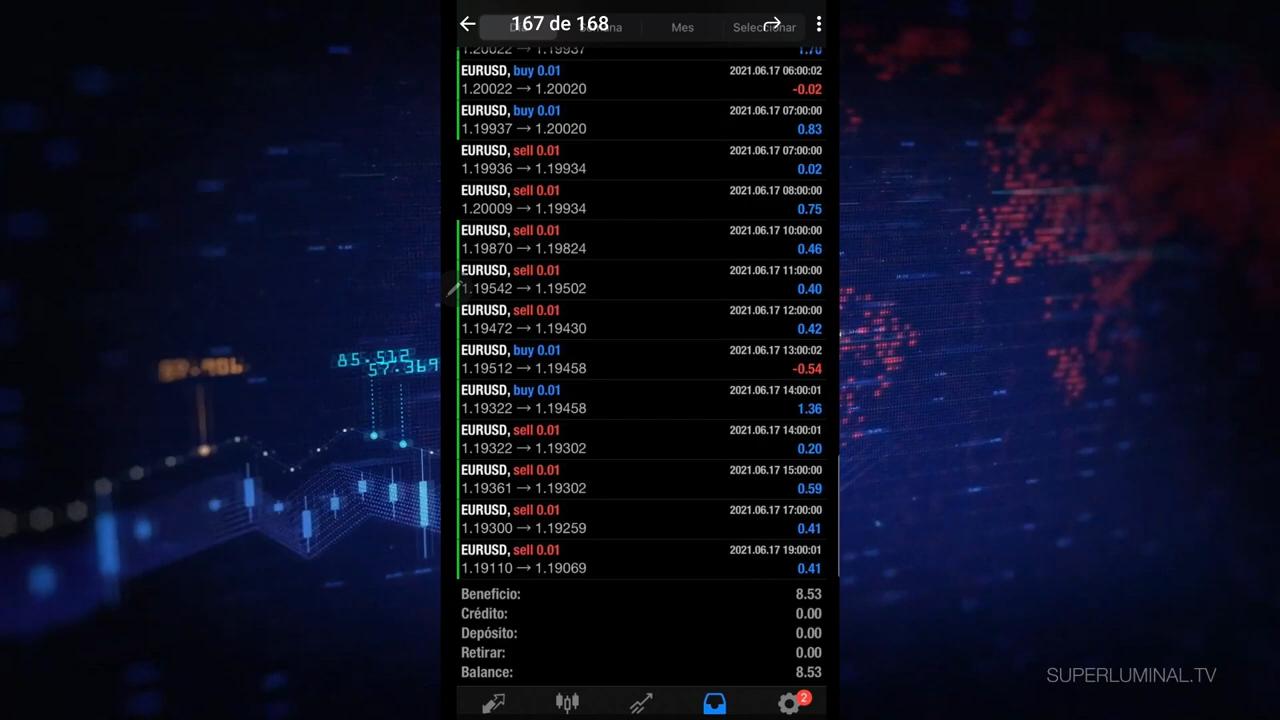 167 de 168
Mes
Seleccionar
1.20022 → 1.19937 1.70
EURUSD, buy 0.01 2021.06.17 06:00:02
1.20022 → 1.20020 -0.02
EURUSD, buy 0.01 2021.06.17 07:00:00
1.19937 → 1.20020 0.83
EURUSD, sell 0.01 2021.06.17 07:00:00
1.19936 → 1.19934 0.02
EURUSD, sell 0.01 2021.06.17 08:00:00
1.20009 → 1.19934 0.75
EURUSD, sell 0.01 2021.06.17 10:00:00
1.19870 → 1.19824 0.46
EURUSD, sell 0.01 2021.06.17 11:00:00
1.19542 → 1.19502 0.40
EURUSD, sell 0.01 2021.06.17 12:00:00
1.19472 → 1.19430 0.42
EURUSD, buy 0.01 2021.06.17 13:00:02
1.19512 → 1.19458 -0.54
EURUSD, buy 0.01 2021.06.17 14:00:01
1.19322 → 1.19458 1.36
EURUSD, sell 0.01 2021.06.17 14:00:01
1.19322 → 1.19302 0.20
EURUSD, sell 0.01 2021.06.17 15:00:00
1.19361 → 1.19302 0.59
EURUSD, sell 0.01 2021.06.17 17:00:00
1.19300 → 1.19259 0.41
EURUSD, sell 0.01 2021.06.17 19:00:01
1.19110 → 1.19069 0.41
Beneficio: 8.53
Crédito: 0.00
Depósito: 0.00
Retirar: 0.00
Balance: 8.53
2
85.512
57.369
SUPERLUMINAL.TV